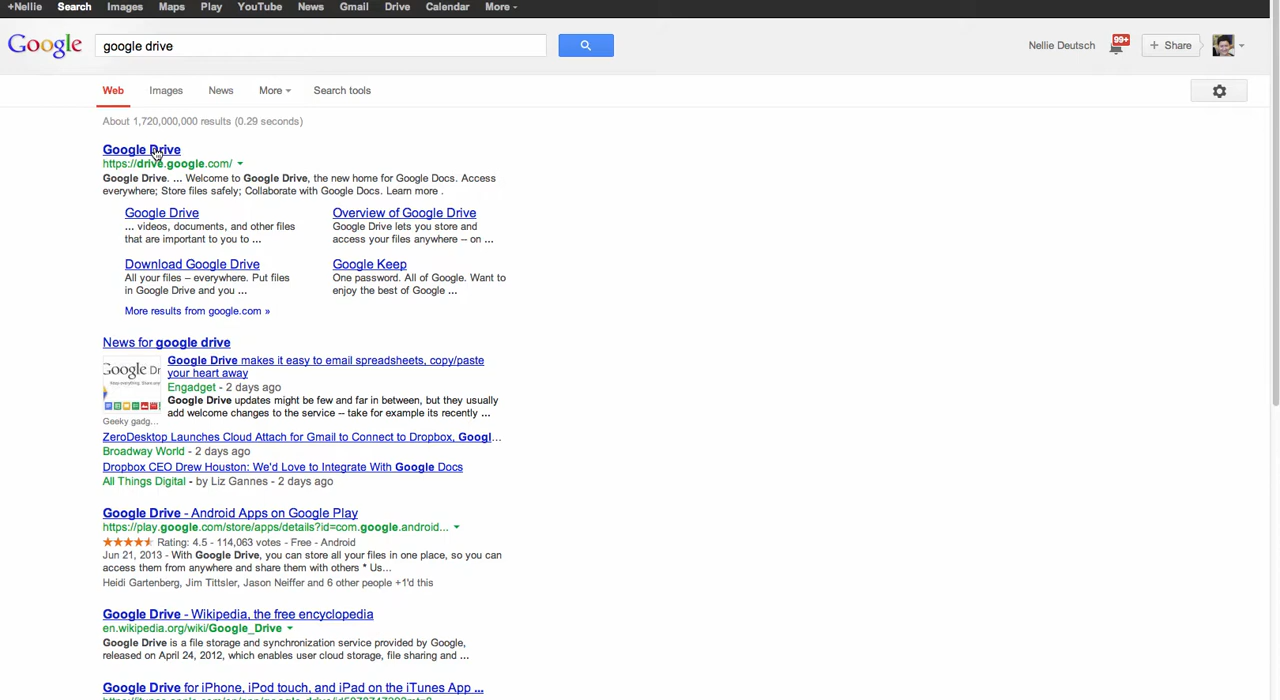 +Nellie Search Images Maps Play YouTube News Gmail Drive Calendar More
Google google drive Nellie Deutsch 99+ + Share
Web Images News More Search tools
About 1,720,000,000 results (0.29 seconds)
Google Drive
https://drive.google.com/
Google Drive. ... Welcome to Google Drive, the new home for Google Docs. Access
everywhere; Store files safely; Collaborate with Google Docs. Learn more .
Google Drive
... videos, documents, and other files
that are important to you to ...
Overview of Google Drive
Google Drive lets you store and
access your files anywhere -- on ...
Download Google Drive
All your files – everywhere. Put files
in Google Drive and you ...
Google Keep
One password. All of Google. Want to
enjoy the best of Google ...
More results from google.com »
News for google drive
Google Drive makes it easy to email spreadsheets, copy/paste
your heart away
Engadget - 2 days ago
Google Drive updates might be few and far in between, but they usually
add welcome changes to the service -- take for example its recently ...
Google Dr
Geeky gadg...
ZeroDesktop Launches Cloud Attach for Gmail to Connect to Dropbox, Googl...
Broadway World - 2 days ago
Dropbox CEO Drew Houston: We'd Love to Integrate With Google Docs
All Things Digital - by Liz Gannes - 2 days ago
Google Drive - Android Apps on Google Play
https://play.google.com/store/apps/details?id=com.google.android...
Rating: 4.5 - 114,063 votes - Free - Android
Jun 21, 2013 - With Google Drive, you can store all your files in one place, so you can
access them from anywhere and share them with others * Us...
Heidi Gartenberg, Jim Tittsler, Jason Neiffer and 6 other people +1'd this
Google Drive - Wikipedia, the free encyclopedia
en.wikipedia.org/wiki/Google_Drive
Google Drive is a file storage and synchronization service provided by Google,
released on April 24, 2012, which enables user cloud storage, file sharing and ...
Google Drive for iPhone, iPod touch, and iPad on the iTunes App ...